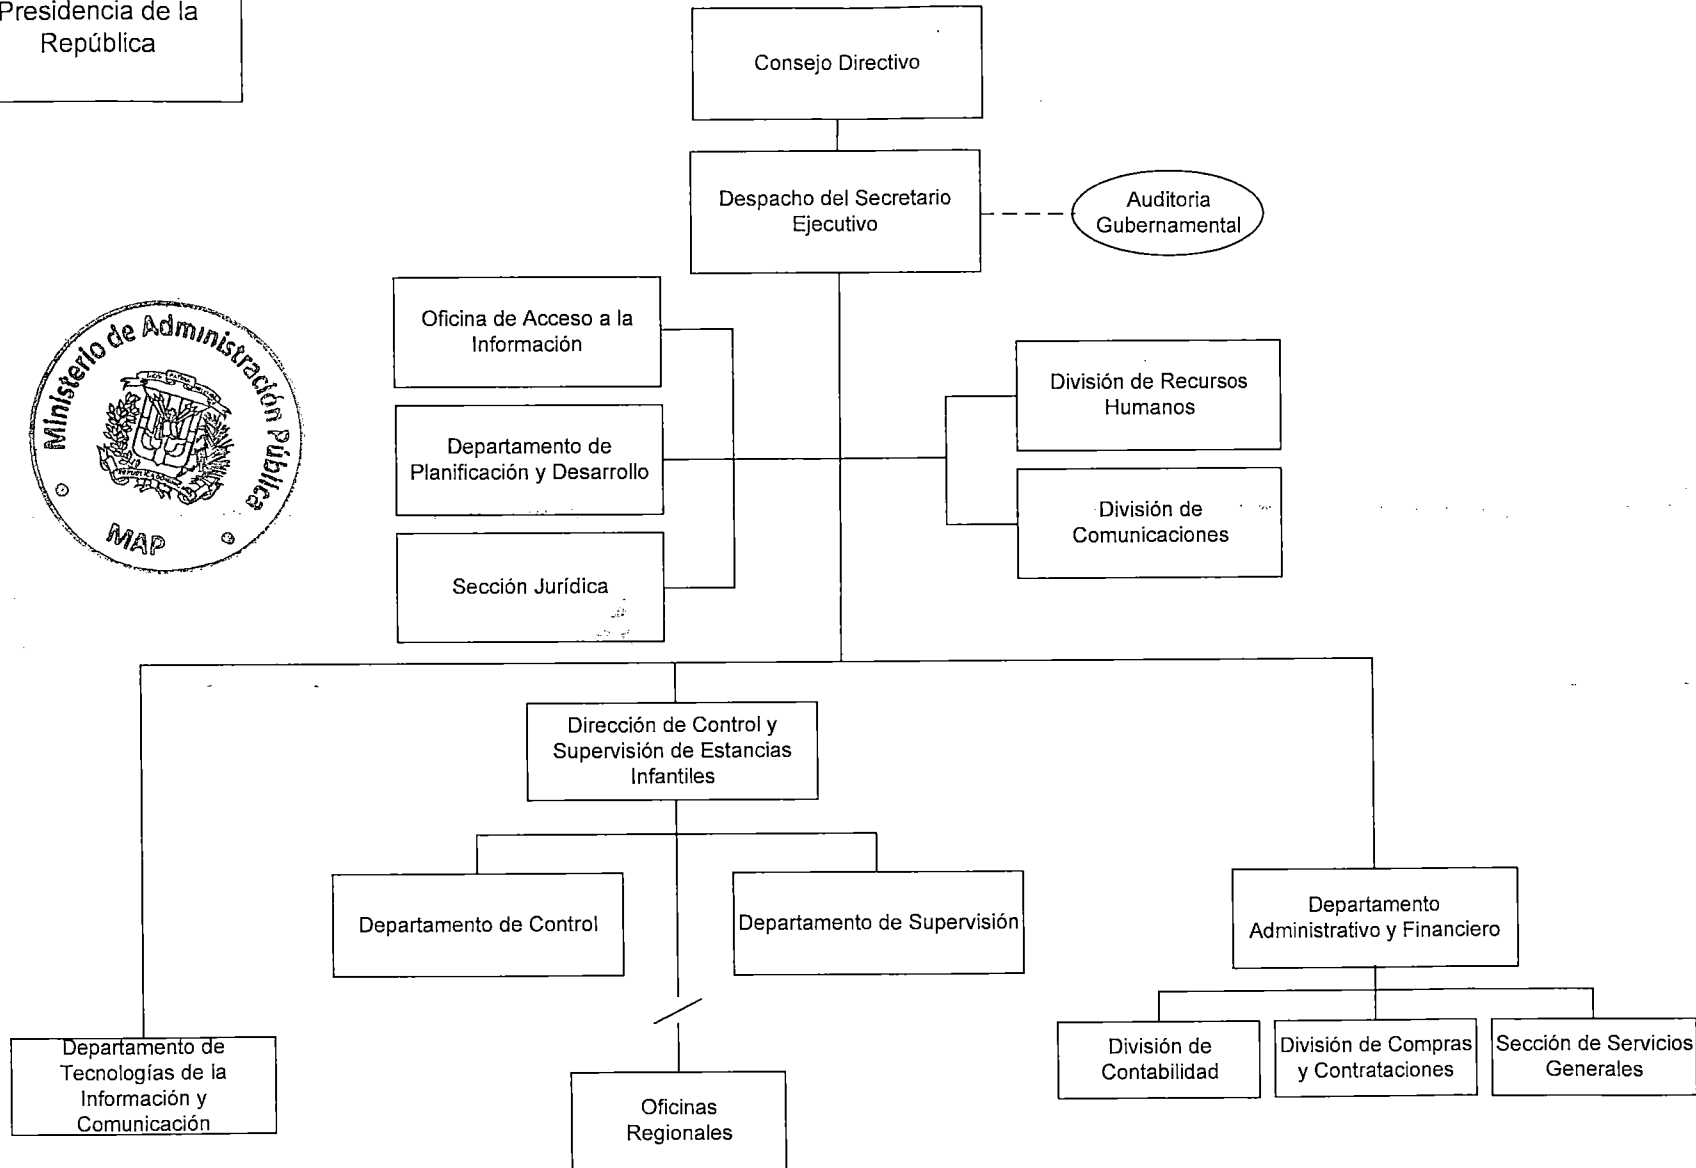 Presidencia de la
República
Consejo Directivo
Despacho del Secretario
Ejecutivo
Auditoria
Gubernamental
Oficina de Acceso a la
Información
Departamento de
Planificación y Desarrollo
Sección Jurídica
División de Recursos
Humanos
División de
Comunicaciones
Ministerio de Administración Pública
MAP
Dirección de Control y
Supervisión de Estancias
Infantiles
Departamento de Control
Departamento de Supervisión
Departamento
Administrativo y Financiero
Departamento de
Tecnologías de la
Información y
Comunicación
Oficinas
Regionales
División de
Contabilidad
División de Compras
y Contrataciones
Sección de Servicios
Generales